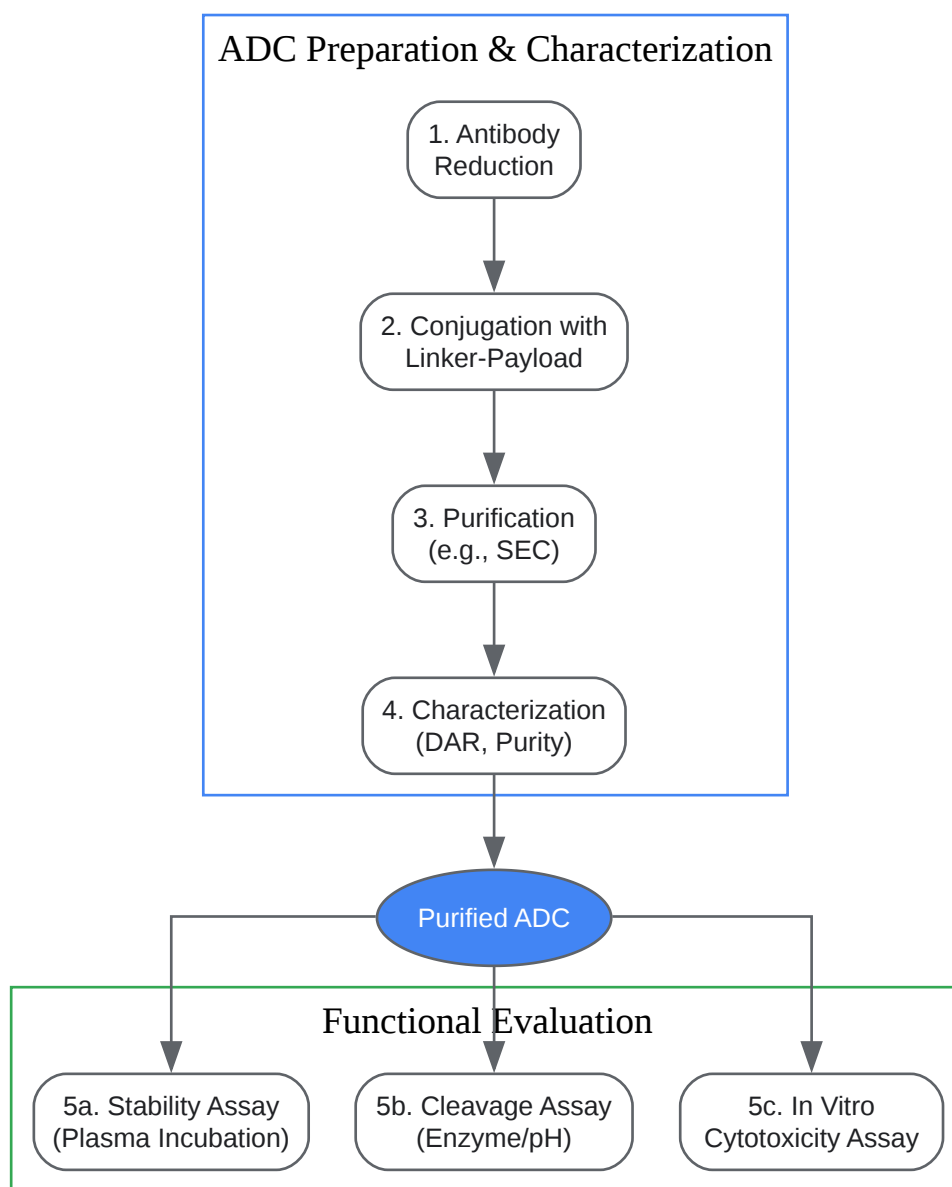 ADC Preparation & Characterization
1. Antibody
Reduction
2. Conjugation with
Linker-Payload
3. Purification
(e.g., SEC)
4. Characterization
(DAR, Purity)
Purified ADC
Functional Evaluation
5a. Stability Assay
(Plasma Incubation)
5b. Cleavage Assay
(Enzyme/pH)
5c. In Vitro
Cytotoxicity Assay